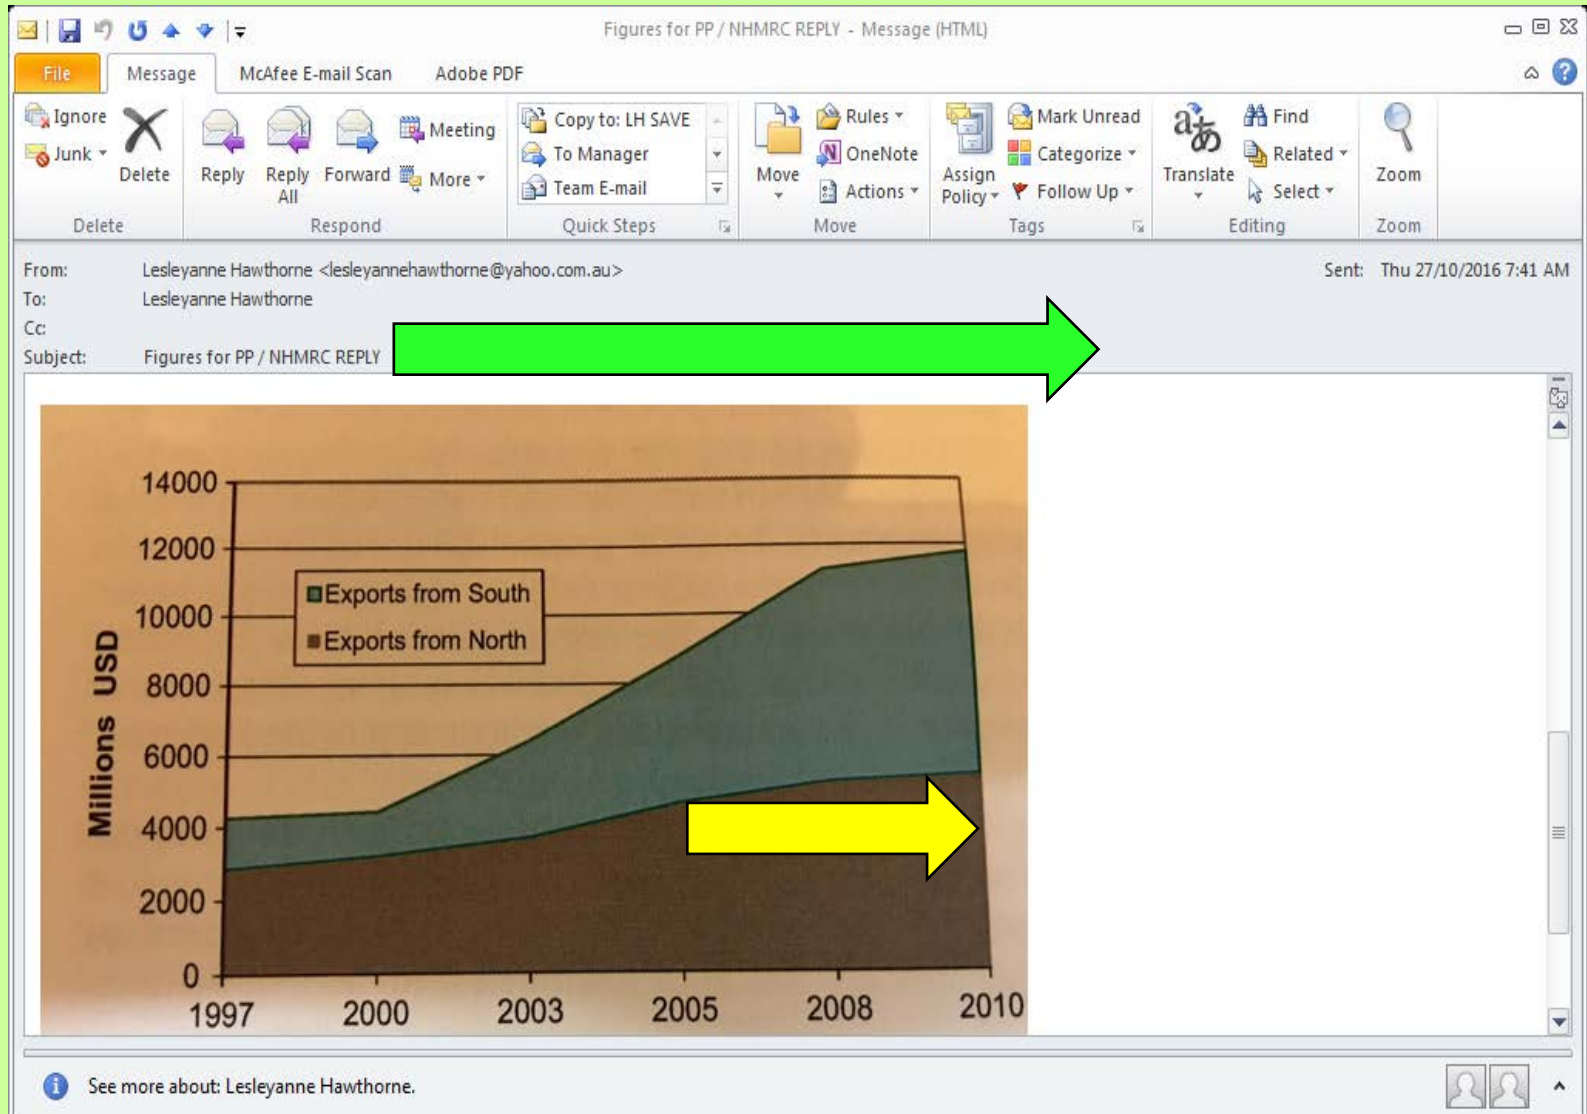 Figures for PP / NHMRC REPLY - Message (HTML)
File Message McAfee E-mail Scan Adobe PDF
Ignore
Junk
Delete
Delete
Reply
Reply All
Forward
Meeting
More
Respond
Copy to: LH SAVE
To Manager
Team E-mail
Quick Steps
Move
Rules
OneNote
Actions
Move
Assign Policy
Mark Unread
Categorize
Follow Up
Tags
Translate
Find
Related
Select
Editing
Zoom
Zoom
From: Lesleyanne Hawthorne <lesleyannehawthorne@yahoo.com.au> Sent: Thu 27/10/2016 7:41 AM
To: Lesleyanne Hawthorne
Cc:
Subject: Figures for PP / NHMRC REPLY
Millions USD
14000
12000
10000
8000
6000
4000
2000
0
Exports from South
Exports from North
1997 2000 2003 2005 2008 2010
See more about: Lesleyanne Hawthorne.